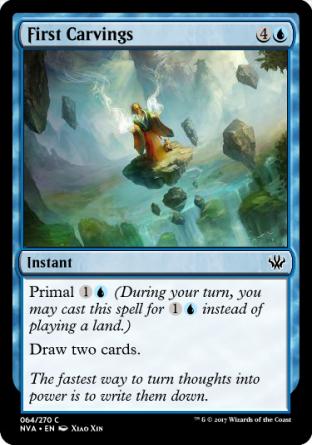 First Carvings 4
Instant
Primal 1 (During your turn, you
may cast this spell for 1 instead of
playing a land.)
Draw two cards.
The fastest way to turn thoughts into
power is to write them down.
064/270 C
NVA • EN Xiao Xin
™ & © 2017 Wizards of the Coast